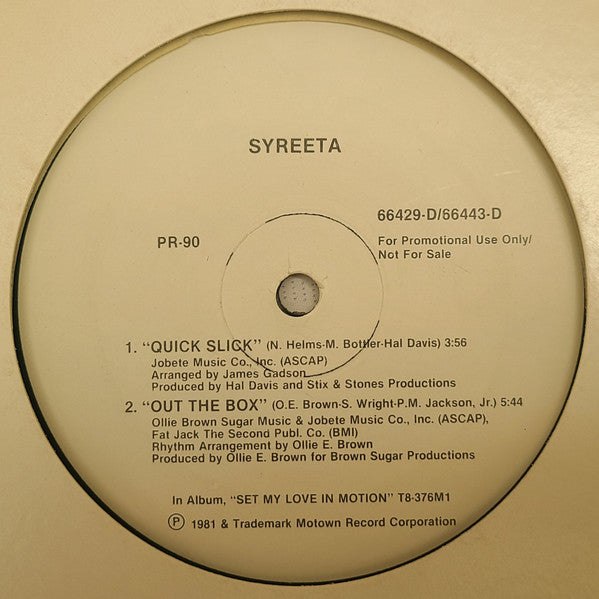 SYREETA
66429-D/66443-D
PR-90
For Promotional Use Only/
Not For Sale
1. "QUICK SLICK" (N. Helms-M. Bottler-Hal Davis) 3:56
Jobete Music Co., Inc. (ASCAP)
Arranged by James Gadson
Produced by Hal Davis and Stix & Stones Productions
2. "OUT THE BOX" (O.E. Brown-S. Wright-P.M. Jackson, Jr.) 5:44
Ollie Brown Sugar Music & Jobete Music Co., Inc. (ASCAP),
Fat Jack The Second Publ. Co. (BMI)
Rhythm Arrangement by Ollie E. Brown
Produced by Ollie E. Brown for Brown Sugar Productions
In Album, "SET MY LOVE IN MOTION" T8-376M1
℗ 1981 & Trademark Motown Record Corporation